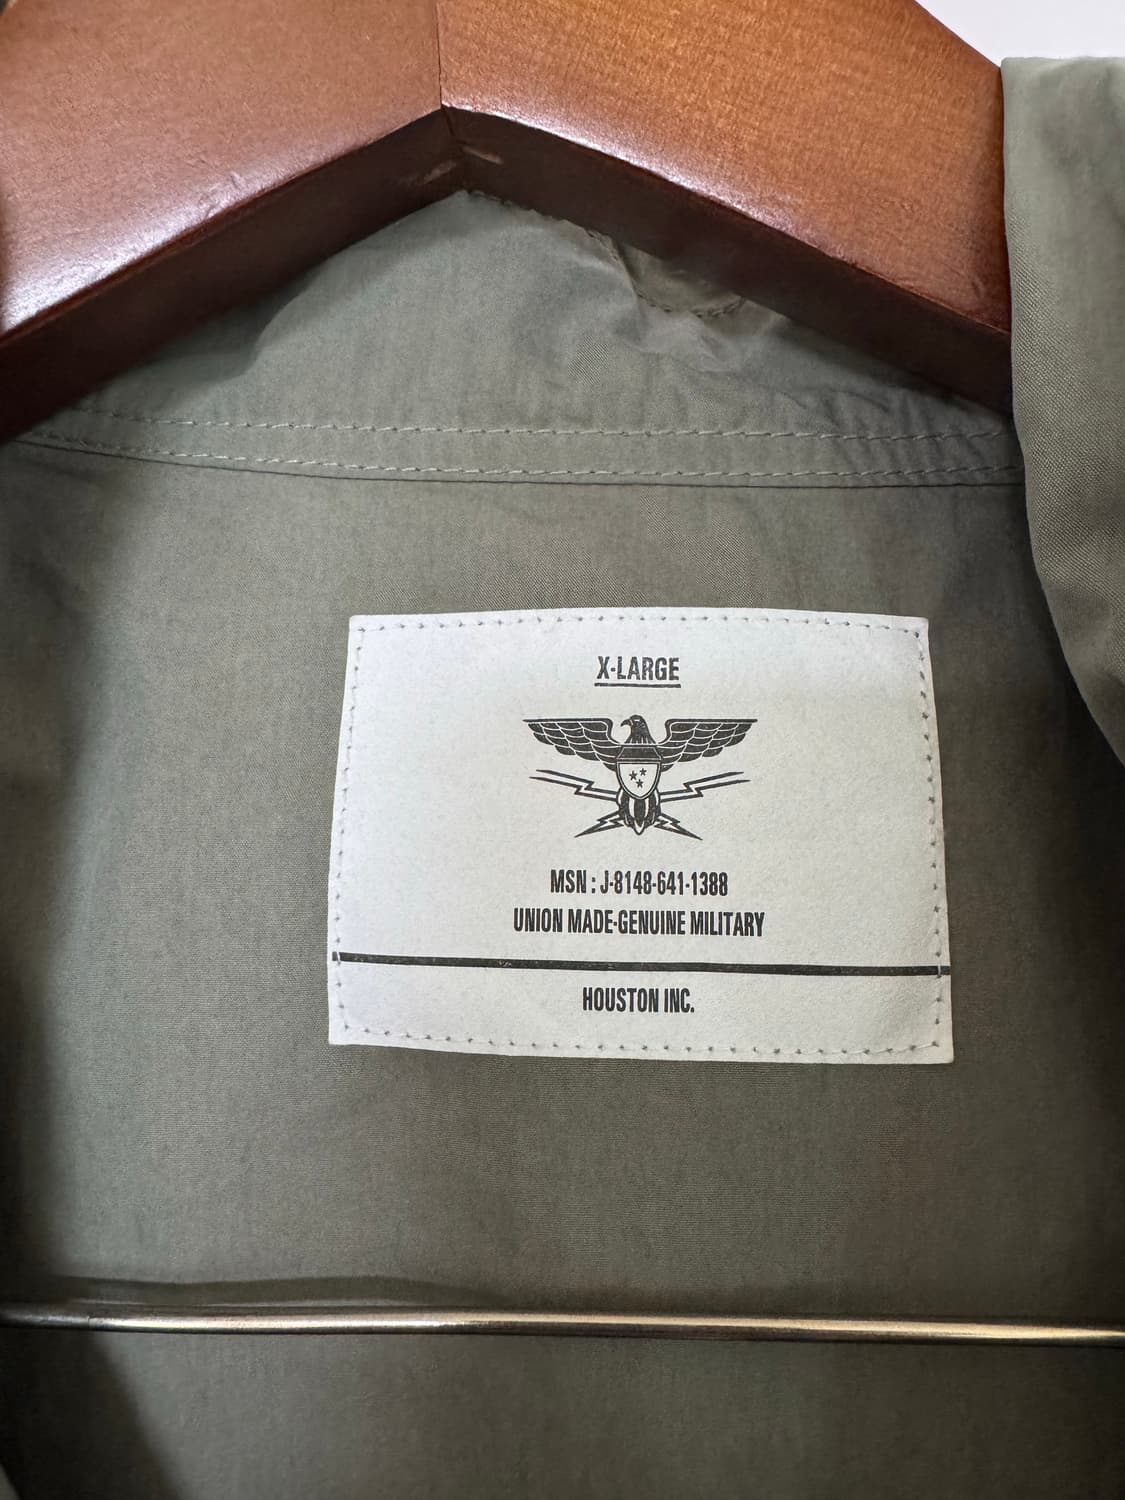 X-LARGE
MSN : J-8148-641-1388
UNION MADE-GENUINE MILITARY
HOUSTON INC.